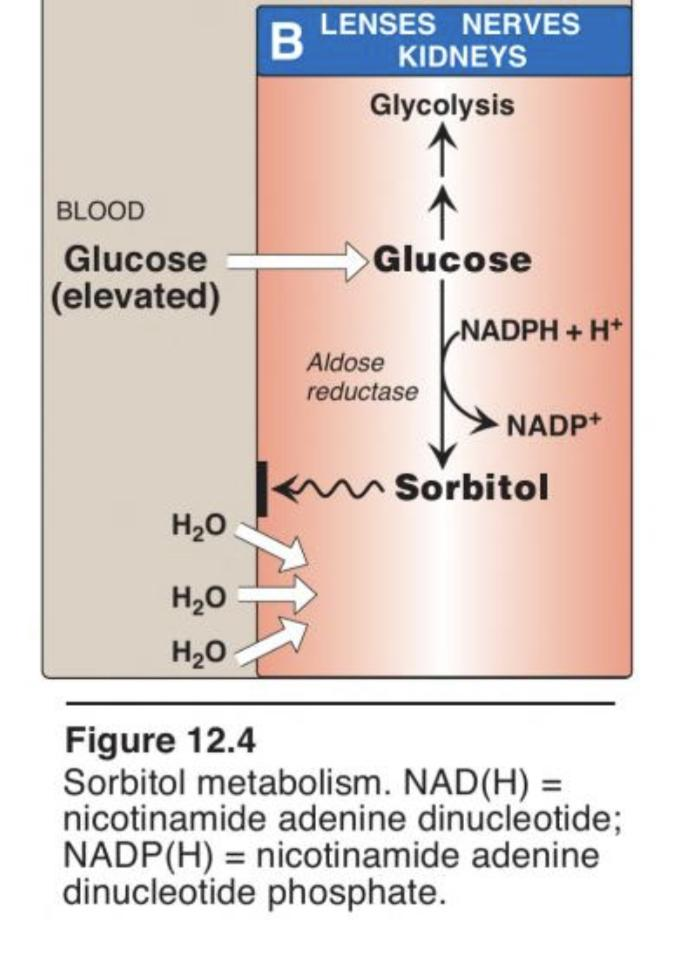 B
LENSES NERVES
KIDNEYS
Glycolysis
BLOOD
Glucose
(elevated)
Glucose
NADPH + H⁺
Aldose
reductase
NADP⁺
Sorbitol
H₂O
H₂O
H₂O
Figure 12.4
Sorbitol metabolism. NAD(H) =
nicotinamide adenine dinucleotide;
NADP(H) = nicotinamide adenine
dinucleotide phosphate.